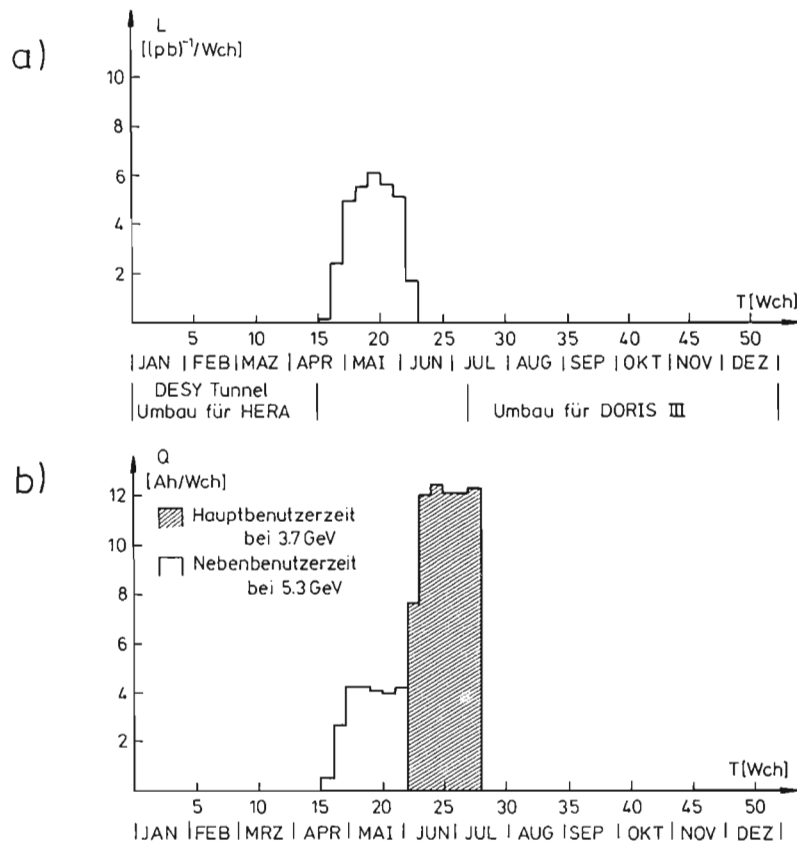 a)
L
[(pb)⁻¹/Wch]
10
8
6
4
2
T[Wch]
5 10 15 20 25 30 35 40 45 50
|JAN |FEB|MAZ |APR |MAI |JUN |JUL |AUG |SEP |OKT |NOV |DEZ |
DESY Tunnel
Umbau für HERA
Umbau für DORIS III
b)
Q
[Ah/Wch]
12
10
8
6
4
2
Hauptbenutzerzeit
bei 3.7 GeV
Nebenbenutzerzeit
bei 5.3 GeV
T[Wch]
5 10 15 20 25 30 35 40 45 50
|JAN |FEB |MRZ |APR |MAI |JUN |JUL |AUG |SEP |OKT |NOV |DEZ |